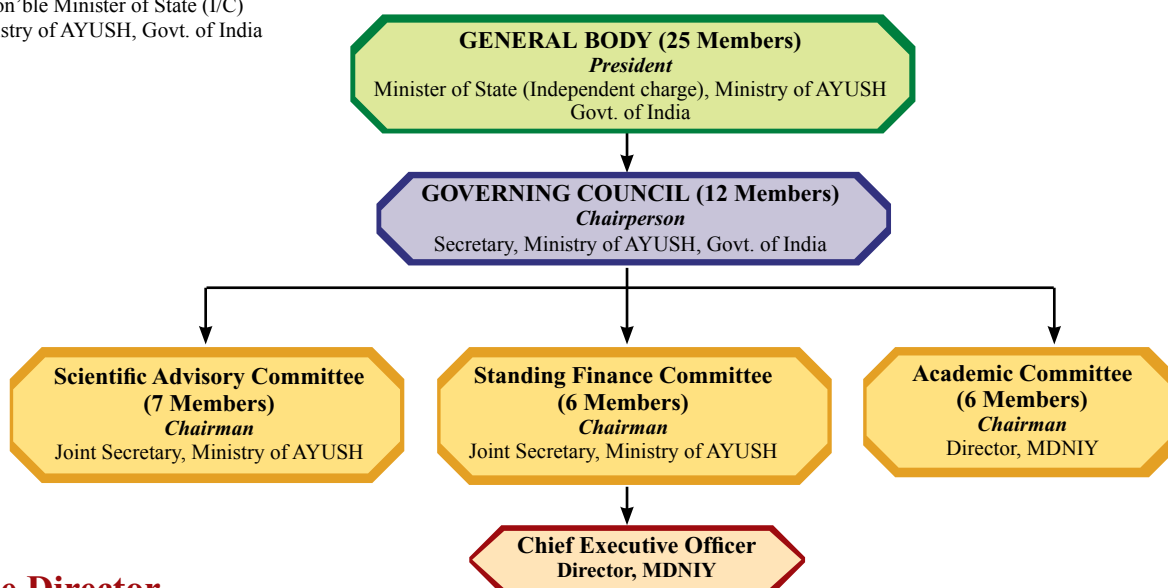 Minister of State (I/C)
of AYUSH, Govt. of India
GENERAL BODY (25 Members)
President
Minister of State (Independent charge), Ministry of AYUSH
Govt. of India
GOVERNING COUNCIL (12 Members)
Chairperson
Secretary, Ministry of AYUSH, Govt. of India
Scientific Advisory Committee
(7 Members)
Chairman
Joint Secretary, Ministry of AYUSH
Standing Finance Committee
(6 Members)
Chairman
Joint Secretary, Ministry of AYUSH
Academic Committee
(6 Members)
Chairman
Director, MDNIY
Chief Executive Officer
Director, MDNIY
Director